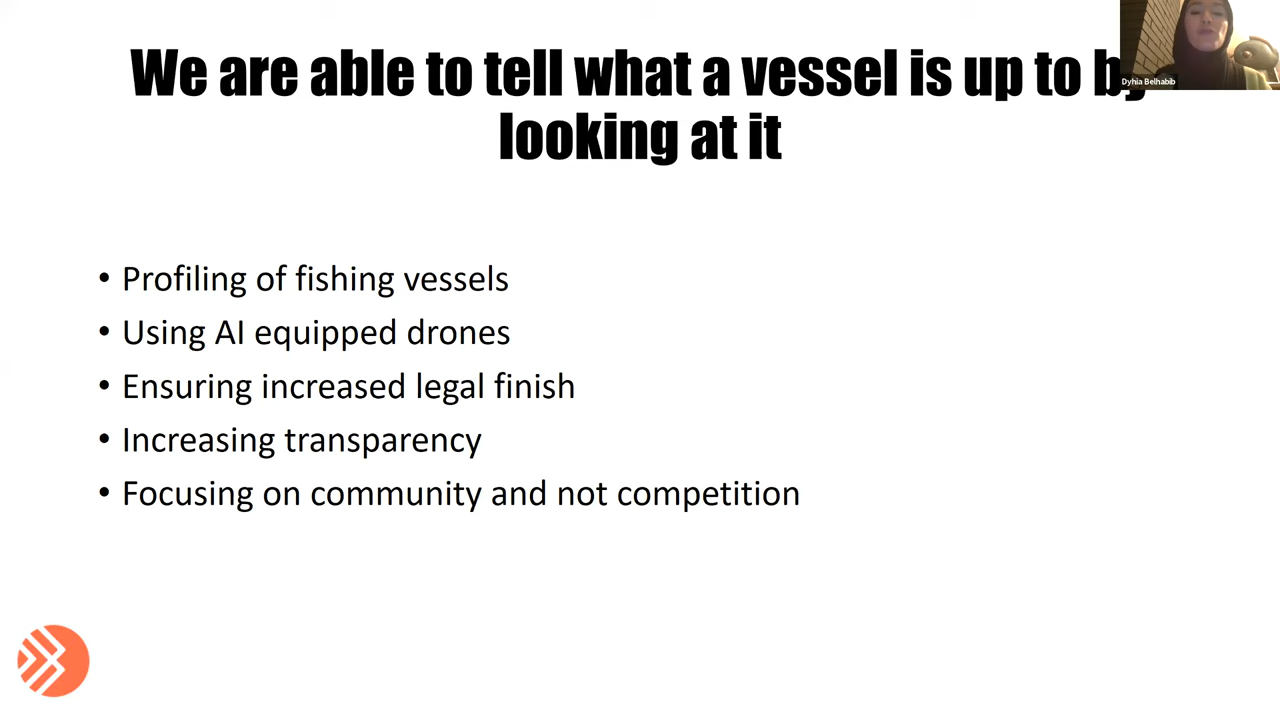 We are able to tell what a vessel is up to by
looking at it
Dyhia Belhabib
• Profiling of fishing vessels
• Using AI equipped drones
• Ensuring increased legal finish
• Increasing transparency
• Focusing on community and not competition